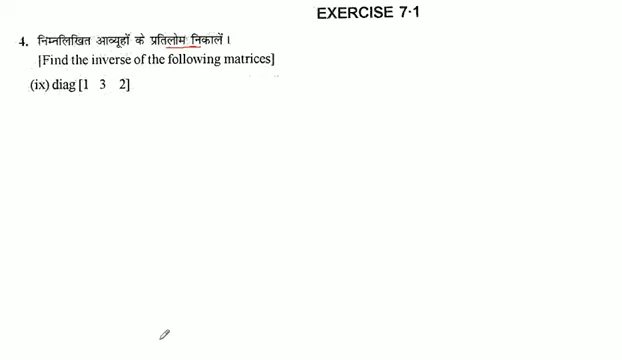 EXERCISE 7·1
4. निम्नलिखित आव्यूहों के प्रतिलोम निकालें।
[Find the inverse of the following matrices]
(ix) diag [1 3 2]